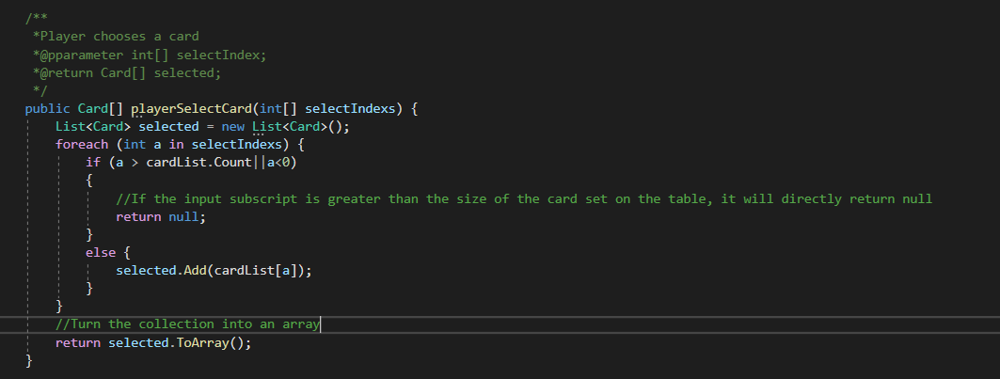 /**
*Player chooses a card
*@pparameter int[] selectIndex;
*@return Card[] selected;
*/
public Card[] playerSelectCard(int[] selectIndexs) {
List<Card> selected = new List<Card>();
foreach (int a in selectIndexs) {
if (a > cardList.Count||a<0)
{
//If the input subscript is greater than the size of the card set on the table, it will directly return null
return null;
}
else {
selected.Add(cardList[a]);
}
}
//Turn the collection into an array
return selected.ToArray();
}